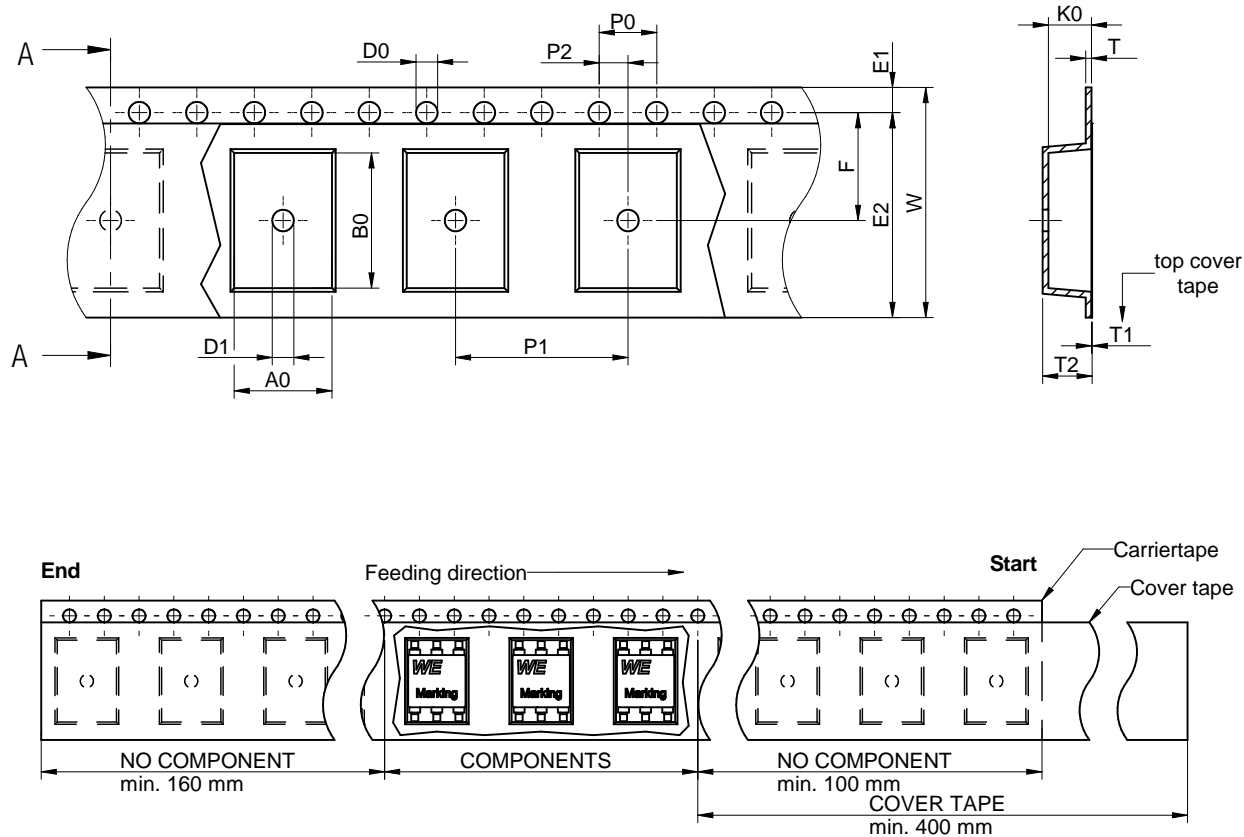 A
A
D0
P0
P2
E1
F
E2
W
B0
D1
A0
P1
K0
T
top cover
tape
T1
T2
End
Feeding direction
Start
Carriertape
Cover tape
WE
Marking
WE
Marking
WE
Marking
NO COMPONENT
min. 160 mm
COMPONENTS
NO COMPONENT
min. 100 mm
COVER TAPE
min. 400 mm